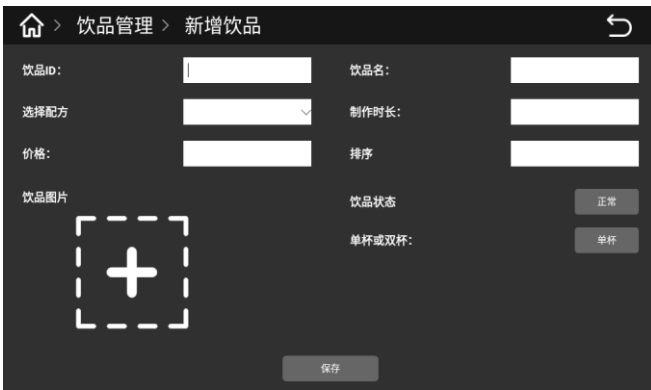 饮品管理 > 新增饮品
饮品ID： 饮品名：
选择配方 制作时长：
价格： 排序
饮品图片 饮品状态 正常
单杯或双杯： 单杯
保存